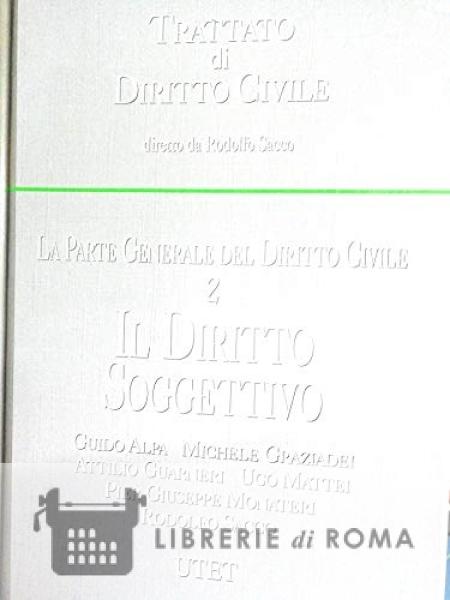 TRATTATO
di
DIRITTO CIVILE
diretto da Rodolfo Sacco
LA PARTE GENERALE DEL DIRITTO CIVILE
2
IL DIRITTO
SOGGETTIVO
GUIDO ALPA MICHELE GRAZIADEI
ATTILIO GUARNERI UGO MATTEI
PIER GIUSEPPE MONATERI
RODOLFO SACCO
LIBRERIE di ROMA
UTET